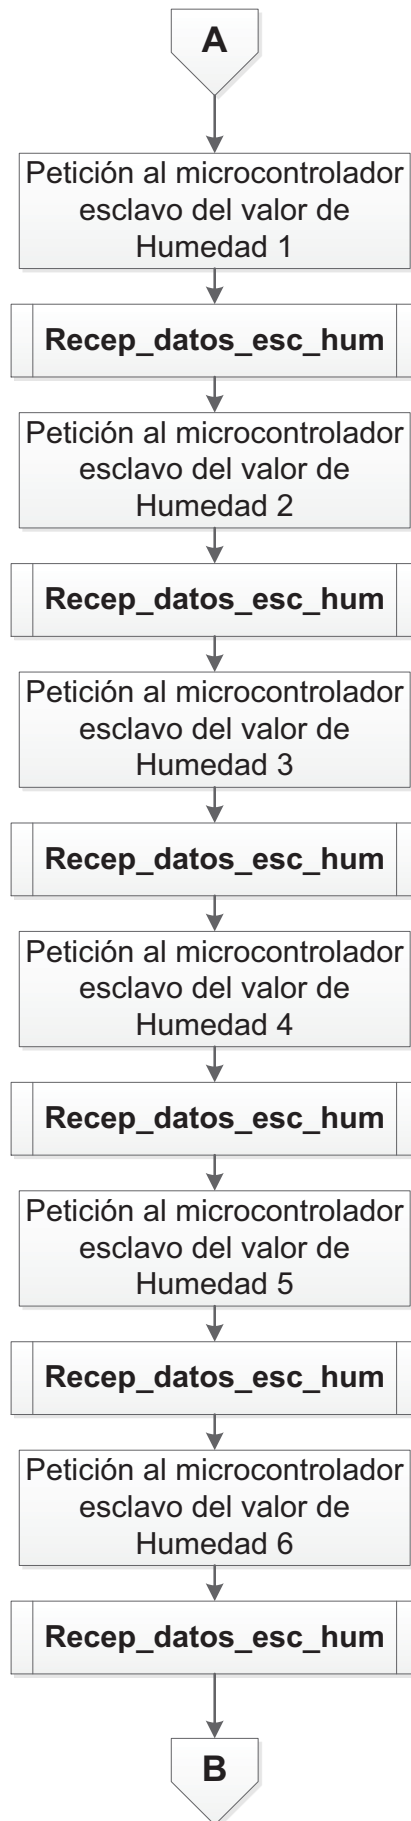 A
Petición al microcontrolador
esclavo del valor de
Humedad 1
Recep_datos_esc_hum
Petición al microcontrolador
esclavo del valor de
Humedad 2
Recep_datos_esc_hum
Petición al microcontrolador
esclavo del valor de
Humedad 3
Recep_datos_esc_hum
Petición al microcontrolador
esclavo del valor de
Humedad 4
Recep_datos_esc_hum
Petición al microcontrolador
esclavo del valor de
Humedad 5
Recep_datos_esc_hum
Petición al microcontrolador
esclavo del valor de
Humedad 6
Recep_datos_esc_hum
B